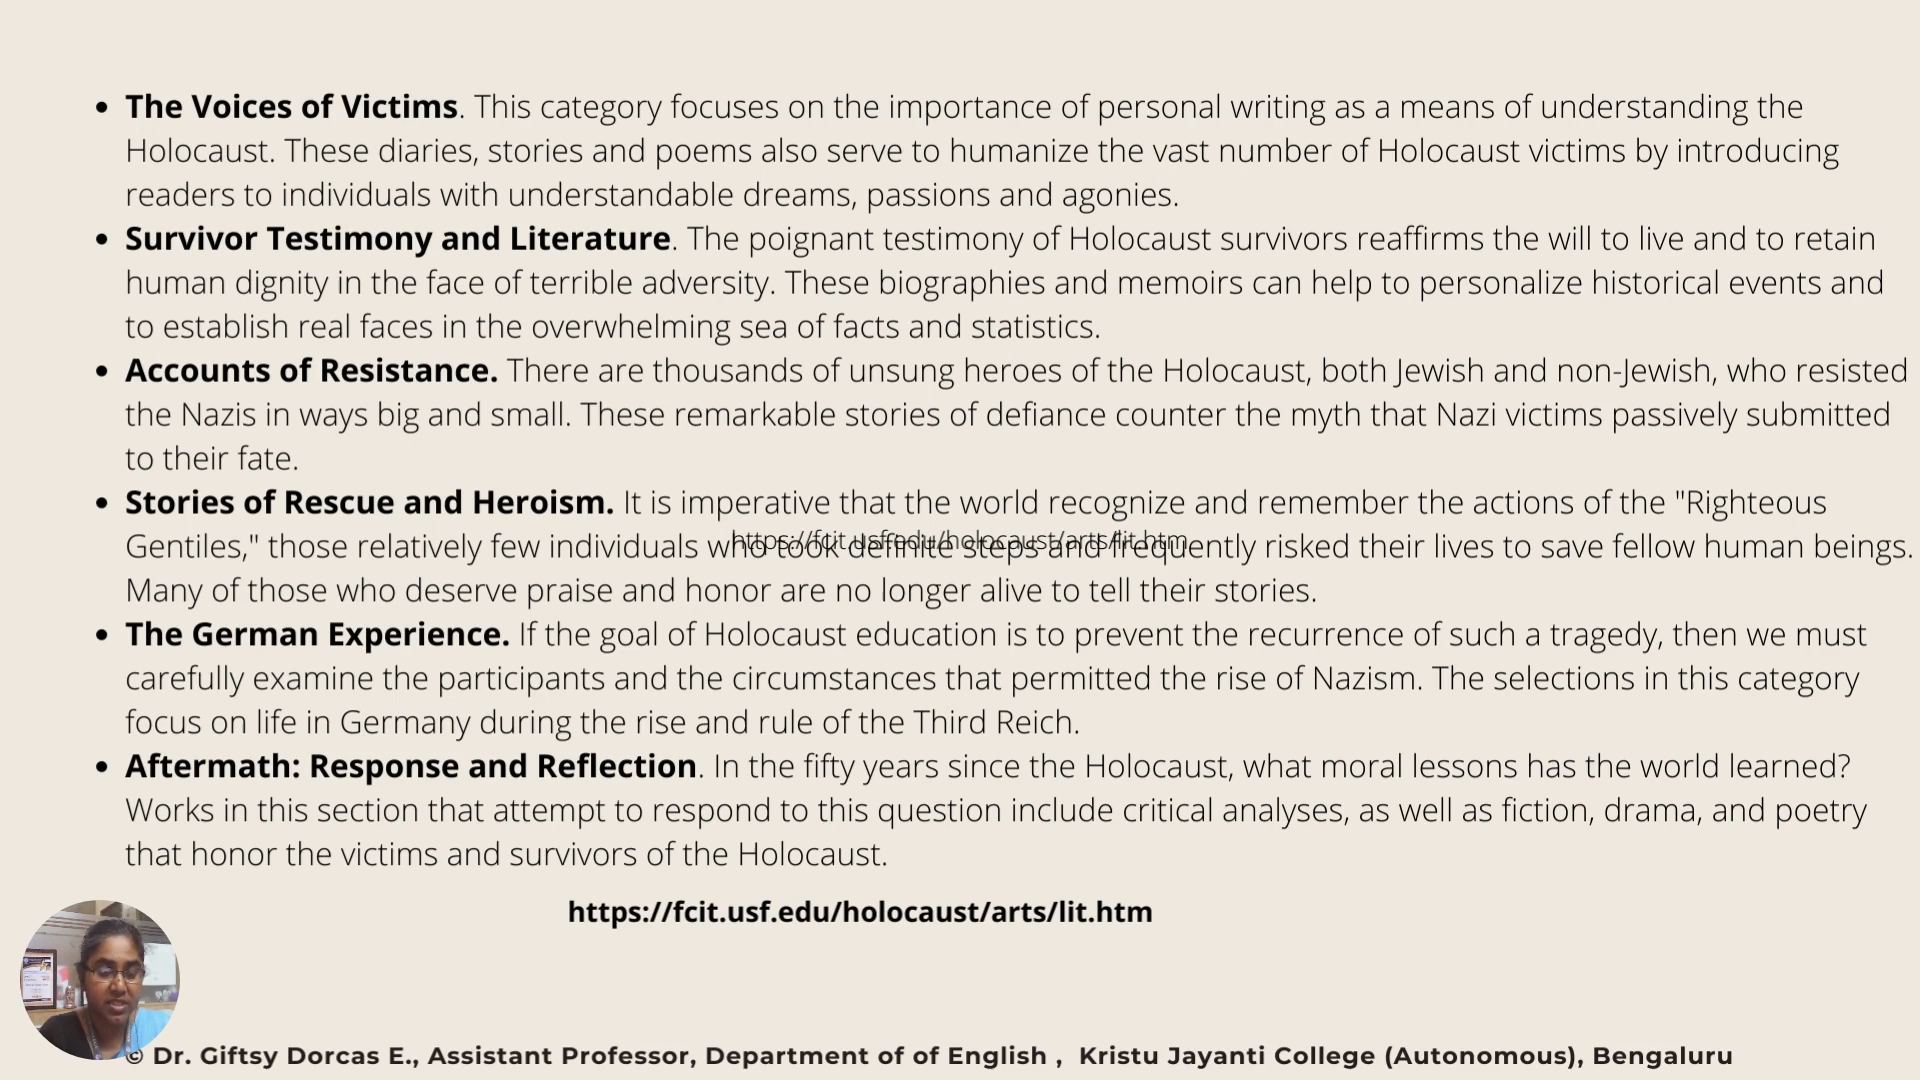 • The Voices of Victims. This category focuses on the importance of personal writing as a means of understanding the
Holocaust. These diaries, stories and poems also serve to humanize the vast number of Holocaust victims by introducing
readers to individuals with understandable dreams, passions and agonies.
• Survivor Testimony and Literature. The poignant testimony of Holocaust survivors reaffirms the will to live and to retain
human dignity in the face of terrible adversity. These biographies and memoirs can help to personalize historical events and
to establish real faces in the overwhelming sea of facts and statistics.
• Accounts of Resistance. There are thousands of unsung heroes of the Holocaust, both Jewish and non-Jewish, who resisted
the Nazis in ways big and small. These remarkable stories of defiance counter the myth that Nazi victims passively submitted
to their fate.
• Stories of Rescue and Heroism. It is imperative that the world recognize and remember the actions of the "Righteous
https://fcit.usf.edu/holocaust/arts/lit.htm
Gentiles," those relatively few individuals who took definite steps and frequently risked their lives to save fellow human beings.
Many of those who deserve praise and honor are no longer alive to tell their stories.
• The German Experience. If the goal of Holocaust education is to prevent the recurrence of such a tragedy, then we must
carefully examine the participants and the circumstances that permitted the rise of Nazism. The selections in this category
focus on life in Germany during the rise and rule of the Third Reich.
• Aftermath: Response and Reflection. In the fifty years since the Holocaust, what moral lessons has the world learned?
Works in this section that attempt to respond to this question include critical analyses, as well as fiction, drama, and poetry
that honor the victims and survivors of the Holocaust.
https://fcit.usf.edu/holocaust/arts/lit.htm
© Dr. Giftsy Dorcas E., Assistant Professor, Department of of English , Kristu Jayanti College (Autonomous), Bengaluru